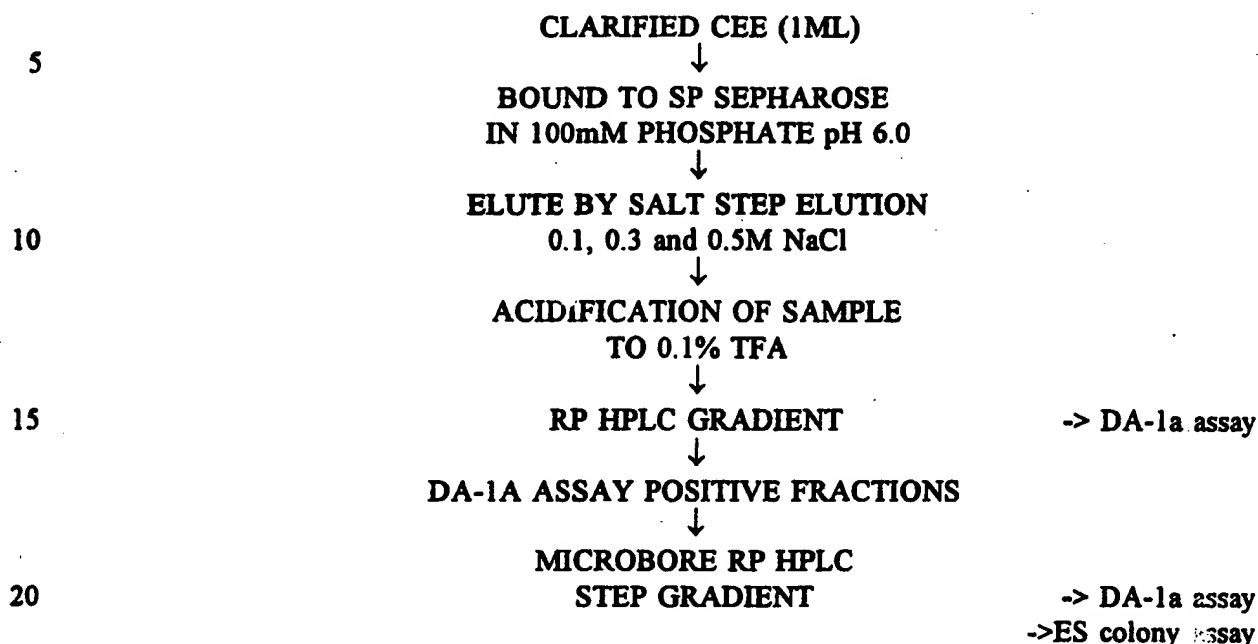 CLARIFIED CEE (1ML)
5
↓
BOUND TO SP SEPHAROSE
IN 100mM PHOSPHATE pH 6.0
↓
ELUTE BY SALT STEP ELUTION
10 0.1, 0.3 and 0.5M NaCl
↓
ACIDIFICATION OF SAMPLE
TO 0.1% TFA
↓
15 RP HPLC GRADIENT -> DA-1a assay
↓
DA-1A ASSAY POSITIVE FRACTIONS
↓
MICROBORE RP HPLC
20 STEP GRADIENT -> DA-1a assay
->ES colony assay